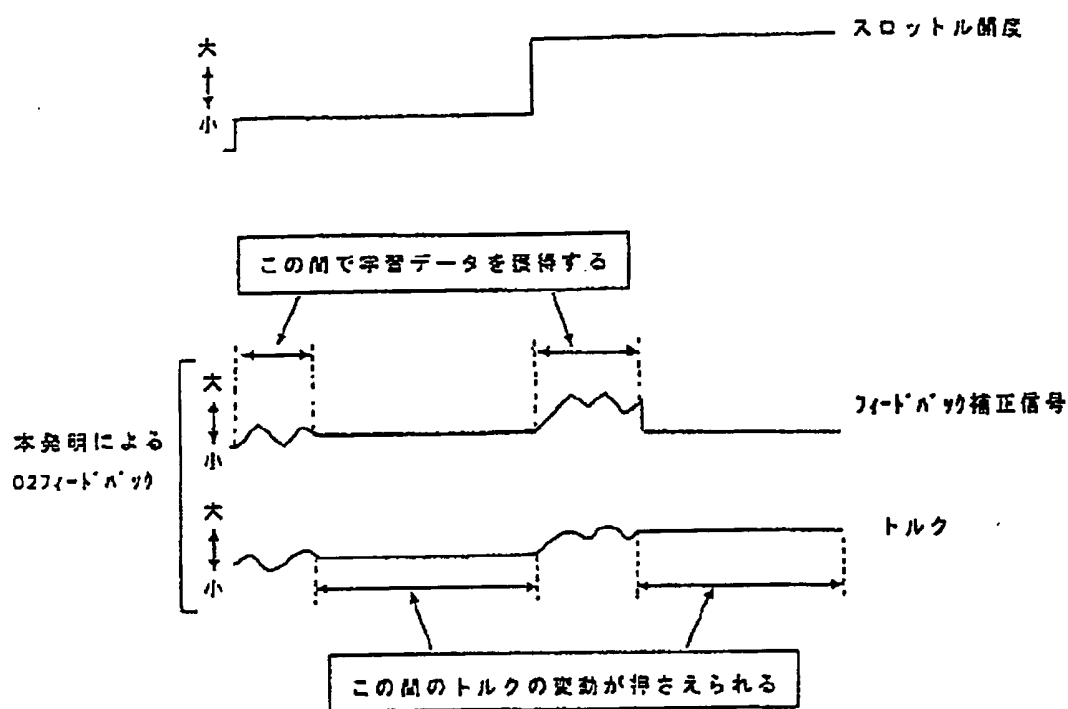 大
小
スロットル開度
この間で学習データを獲得する
大
小
フィードバック補正信号
本発明による
O2フィードバック
大
小
トルク
この間のトルクの変動が押さえられる